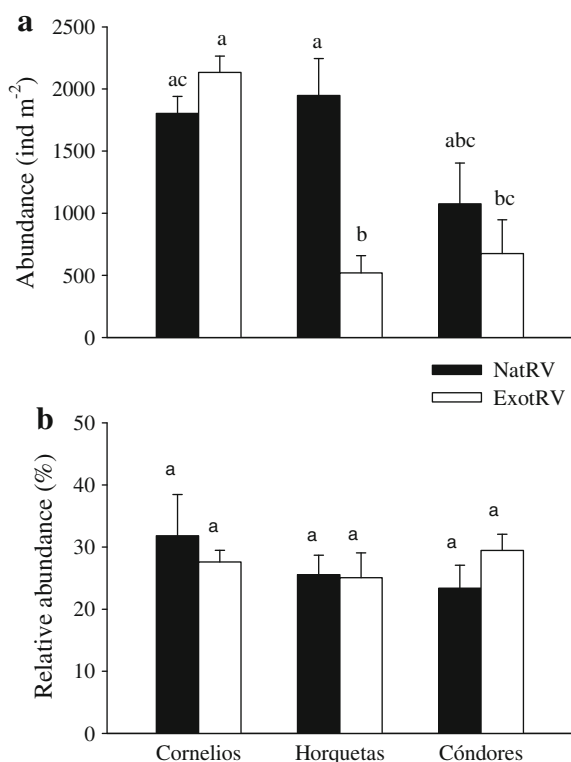 a
Abundance (ind m⁻²)
2500
2000
1500
1000
500
0
ac
a
a
b
abc
bc
NatRV
ExotRV
b
Relative abundance (%)
50
40
30
20
10
0
a
a
a
a
a
a
Cornelios
Horquetas
Cóndores